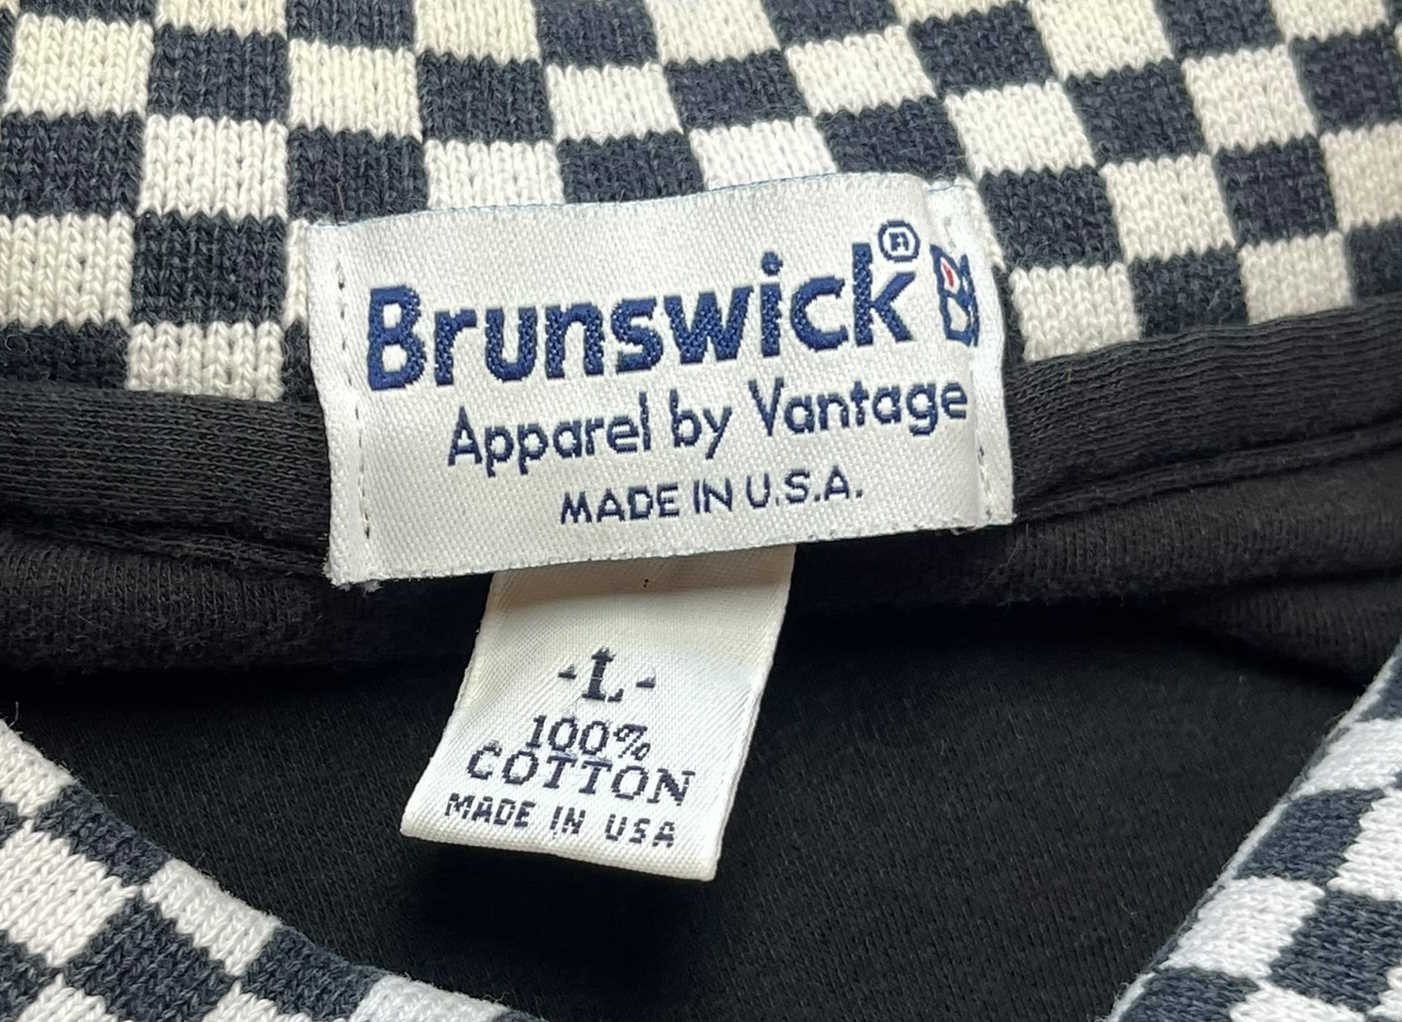 Brunswick®
Apparel by Vantage
MADE IN U.S.A.
-L-
100%
COTTON
MADE IN USA